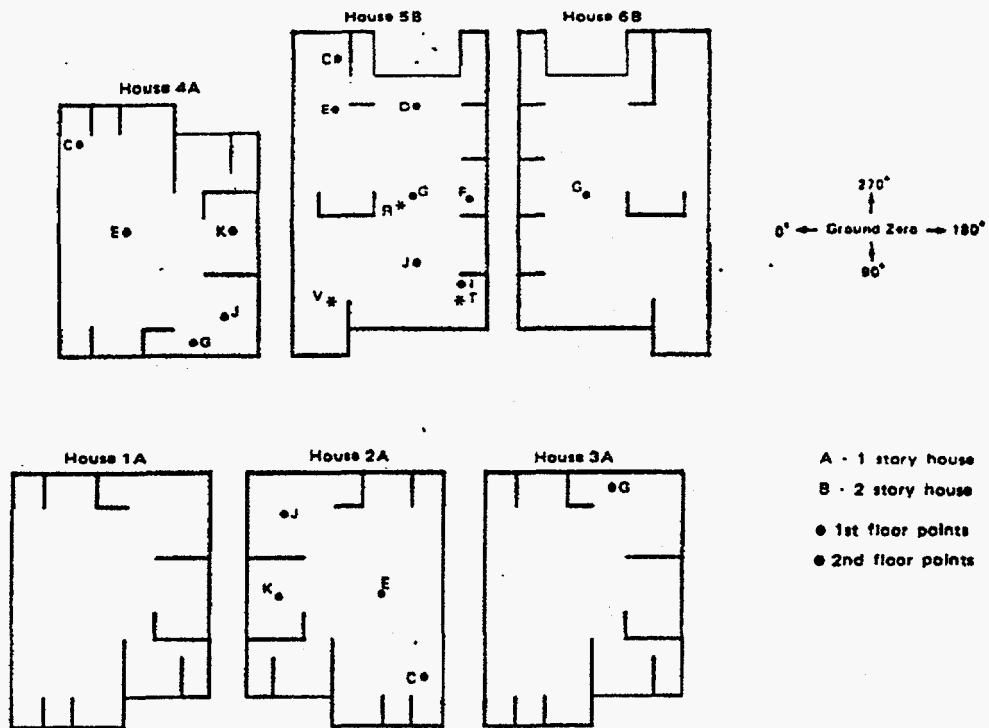 House 5B
House 6B
House 4A
C
E
D
G
F
A
J
I
V
T
C
E
K
J
G
G
270°
0° Ground Zero 180°
90°
House 1A
House 2A
House 3A
J
K
E
C
G
A - 1 story house
B - 2 story house
1st floor points
2nd floor points